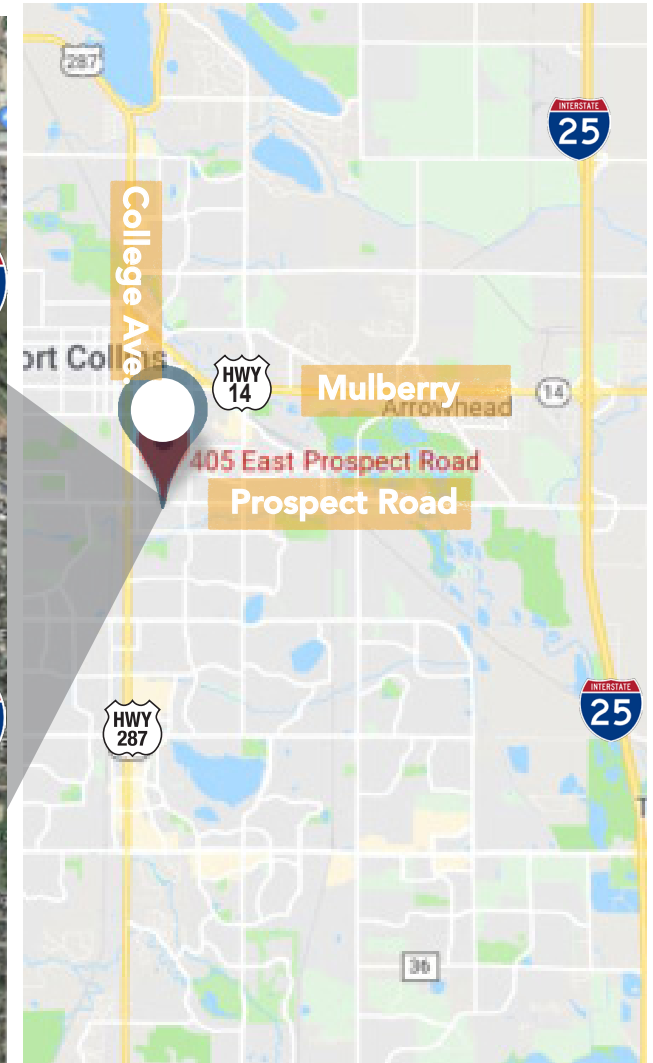 287
INTERSTATE
25
College Ave.
ort Collins
HWY
14
Mulberry
14
Arrowhead
405 East Prospect Road
Prospect Road
INTERSTATE
25
HWY
287
T
36